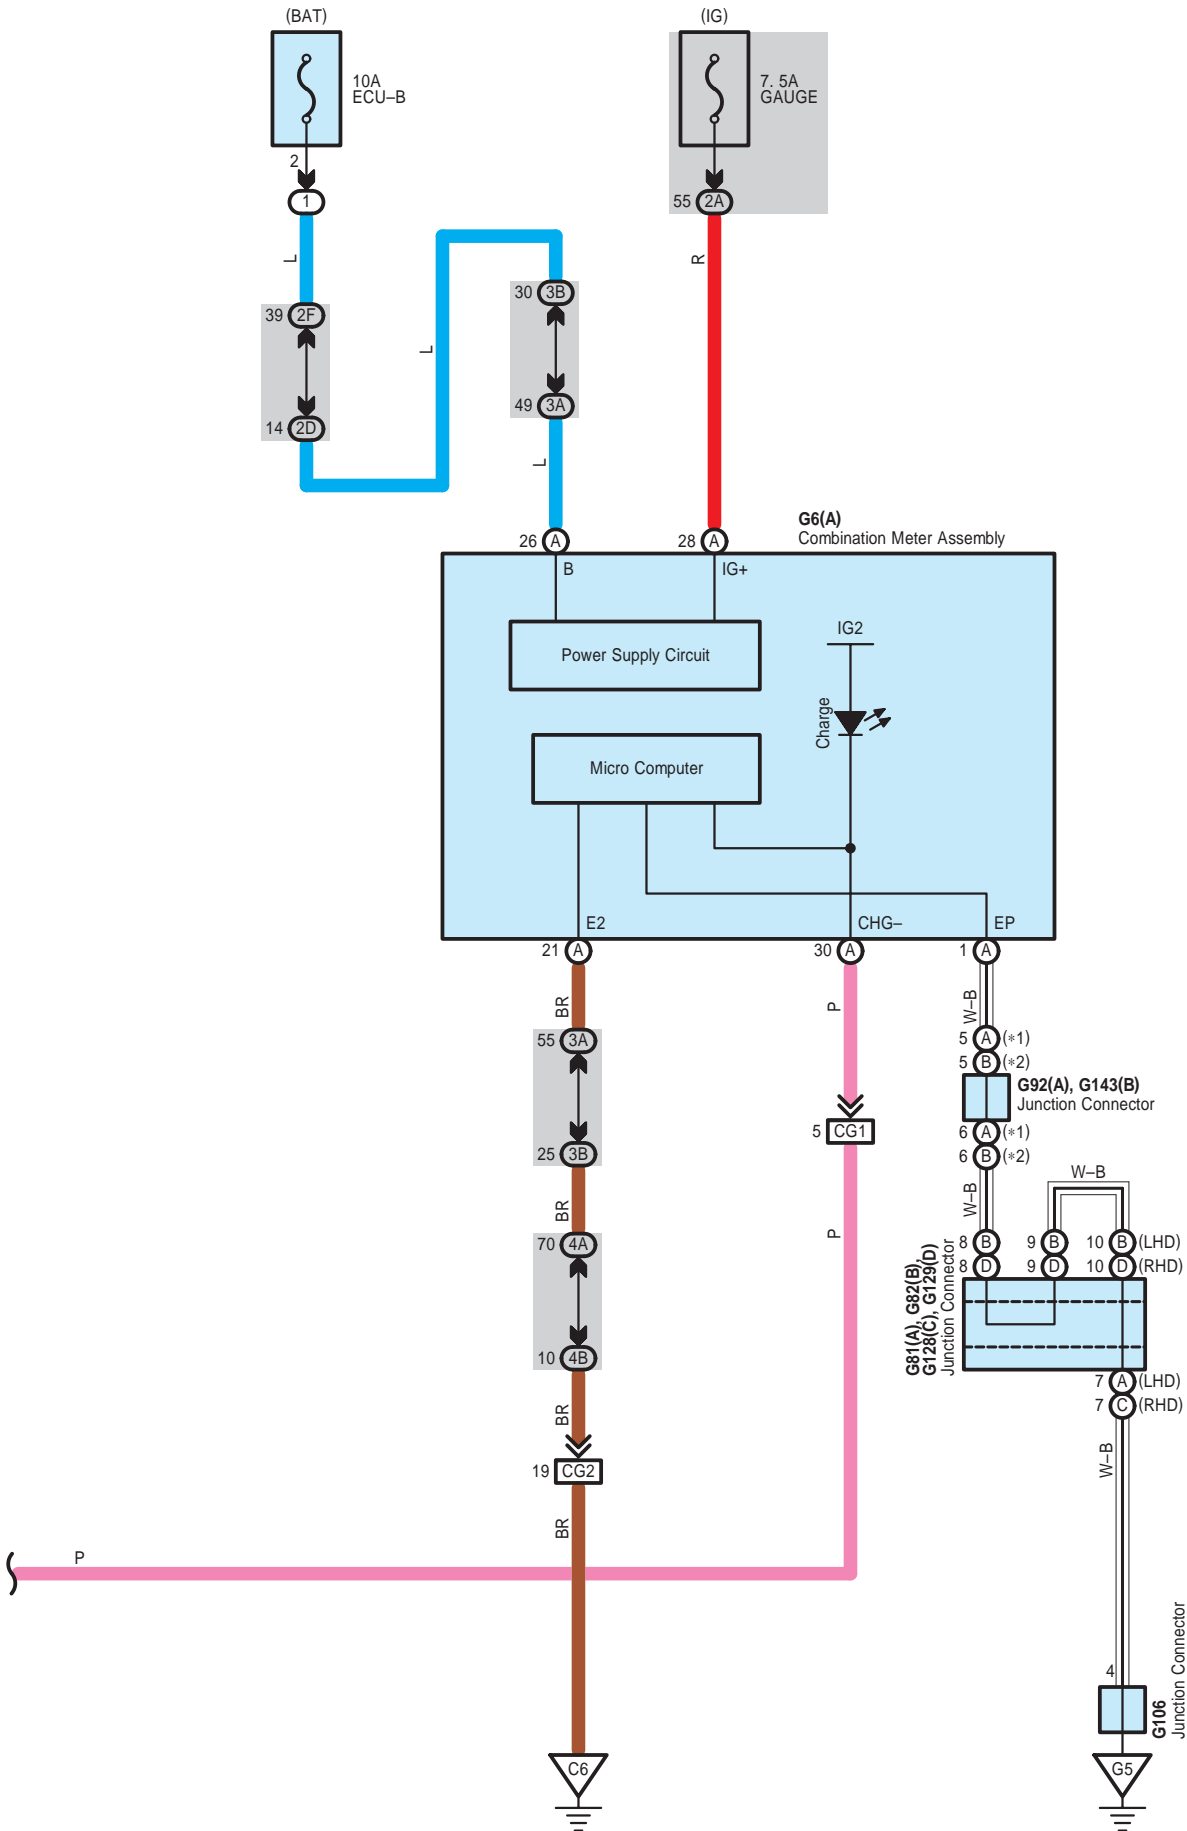 (BAT)
(IG)
10A
ECU–B
7. 5A
GAUGE
2
1
55 2A
L
R
39 2F
30 3B
L
49 3A
14 2D
L
G6(A)
Combination Meter Assembly
26 A
28 A
B
IG+
IG2
Power Supply Circuit
Charge
Micro Computer
E2
CHG–
EP
21 A
30 A
1 A
BR
P
W–B
55 3A
5 A (*1)
5 B (*2)
G92(A), G143(B)
Junction Connector
5 CG1
6 A (*1)
6 B (*2)
25 3B
W–B
BR
W–B
P
70 4A
8 B
9 B
10 B (LHD)
8 D
9 D
10 D (RHD)
G81(A), G82(B),
G128(C), G129(D)
Junction Connector
10 4B
7 A (LHD)
7 C (RHD)
BR
W–B
19 CG2
BR
P
4
G106
Junction Connector
C6
G5